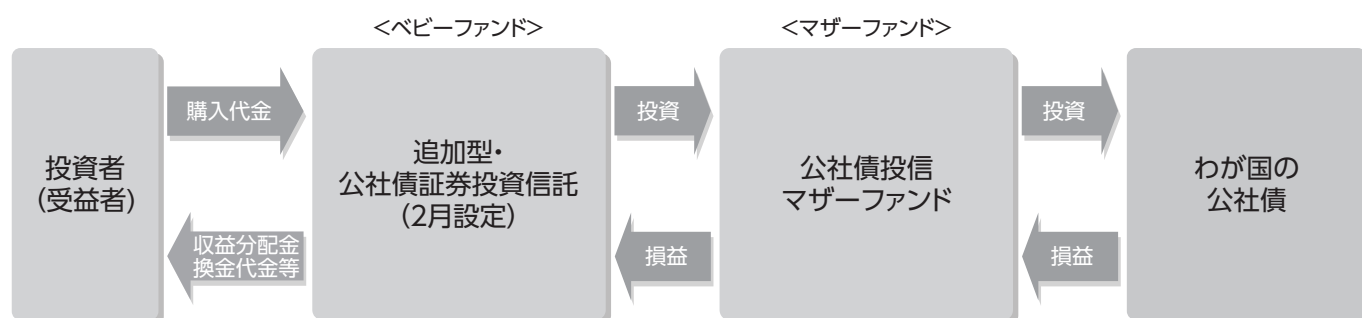 <ベビーファンド>
<マザーファンド>
投資者
(受益者)
購入代金
収益分配金
換金代金等
追加型・
公社債証券投資信託
(2月設定)
投資
損益
公社債投信
マザーファンド
投資
損益
わが国の
公社債